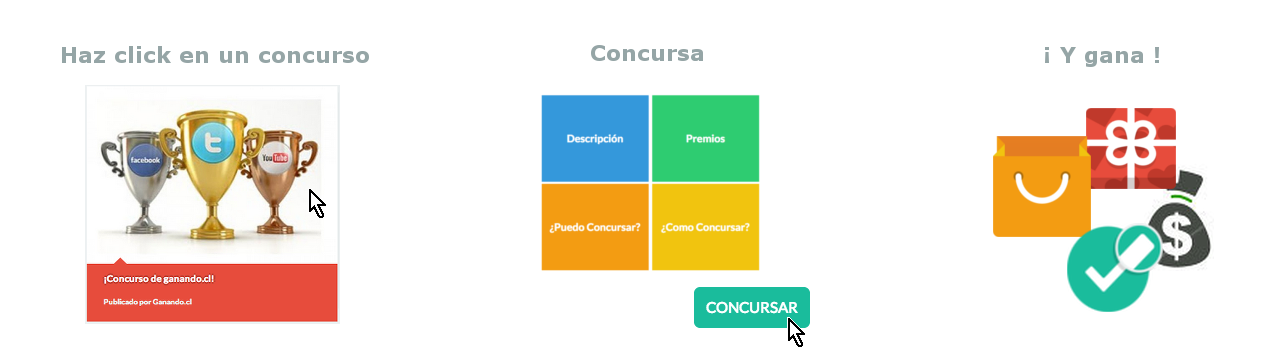 Haz click en un concurso
facebook
t
YouTube
¡Concurso de ganando.cl!
Publicado por Ganando.cl
Concursa
Descripción
Premios
¿Puedo Concursar?
¿Como Concursar?
CONCURSAR
¡ Y gana !
$